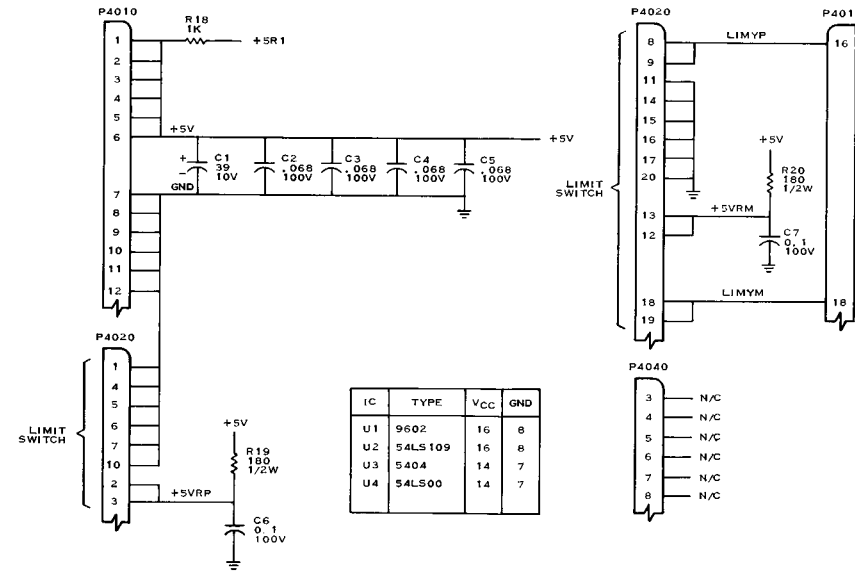 P4010
1
2
3
4
5
6
7
8
9
10
11
12
R18
1K
+5R1
+5V
+5V
GND
+
–
C1
39
10V
C2
.068
100V
C3
.068
100V
C4
.068
100V
C5
.068
100V
P4020
1
4
5
6
7
10
2
3
LIMIT
SWITCH
+5VRP
+5V
R19
180
1/2W
C6
0.1
100V
IC TYPE VCC GND
U1 9602 16 8
U2 54LS109 16 8
U3 5404 14 7
U4 54LS00 14 7
P4020
8
9
11
14
15
16
17
20
13
12
18
19
LIMIT
SWITCH
LIMYP
P401
16
+5V
R20
180
1/2W
+5VRM
C7
0.1
100V
LIMYM
18
P4040
3 N/C
4 N/C
5 N/C
6 N/C
7 N/C
8 N/C